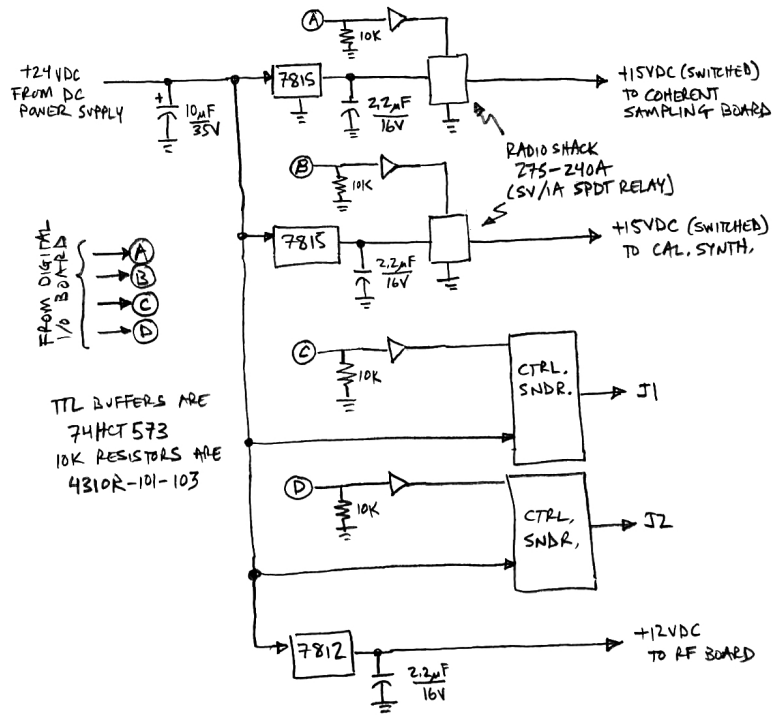 A
10K
+24VDC
FROM DC
POWER SUPPLY
+
10μF
35V
7815
2.2μF
16V
+15VDC (SWITCHED)
TO COHERENT
SAMPLING BOARD
RADIO SHACK
275-240A
(5V/1A SPDT RELAY)
B
10K
7815
2.2μF
16V
+15VDC (SWITCHED)
TO CAL. SYNTH.
FROM DIGITAL
I/O BOARD
A
B
C
D
C
10K
CTRL.
SNDR.
J1
TTL BUFFERS ARE
74HCT573
10K RESISTORS ARE
4310R-101-103
D
10K
CTRL.
SNDR.
J2
7812
2.2μF
16V
+12VDC
TO RF BOARD